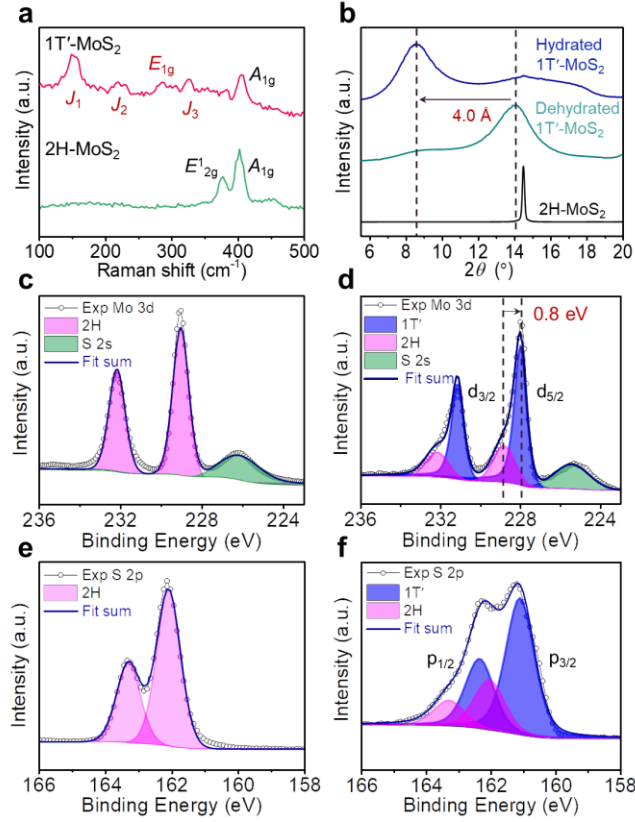 a
1T′-MoS2
E1g
A1g
J1
J2
J3
2H-MoS2
E12g
A1g
Intensity (a.u.)
100 200 300 400 500
Raman shift (cm-1)
b
Hydrated
1T′-MoS2
4.0 Å
Dehydrated
1T′-MoS2
2H-MoS2
Intensity (a.u.)
6 8 10 12 14 16 18 20
2θ (°)
c
Exp Mo 3d
2H
S 2s
Fit sum
Intensity (a.u.)
236 232 228 224
Binding Energy (eV)
d
Exp Mo 3d
1T′
2H
S 2s
Fit sum
0.8 eV
d3/2
d5/2
Intensity (a.u.)
236 232 228 224
Binding Energy (eV)
e
Exp S 2p
2H
Fit sum
Intensity (a.u.)
166 164 162 160 158
Binding Energy (eV)
f
Exp S 2p
1T′
2H
Fit sum
p1/2
p3/2
Intensity (a.u.)
166 164 162 160 158
Binding Energy (eV)